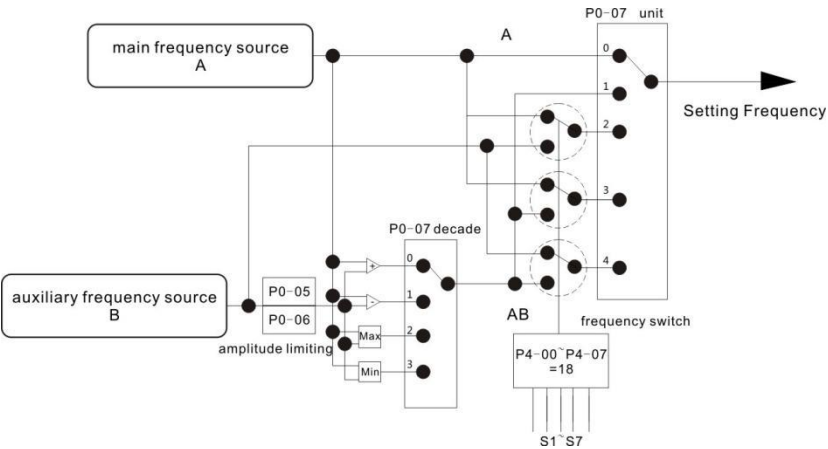 P0-07 unit
main frequency source
A
A
0
1
2
3
4
Setting Frequency
P0-07 decade
0
1
2
3
+
-
Max
Min
auxiliary frequency source
B
P0-05
P0-06
amplitude limiting
AB
frequency switch
P4-00~P4-07
=18
S1~S7